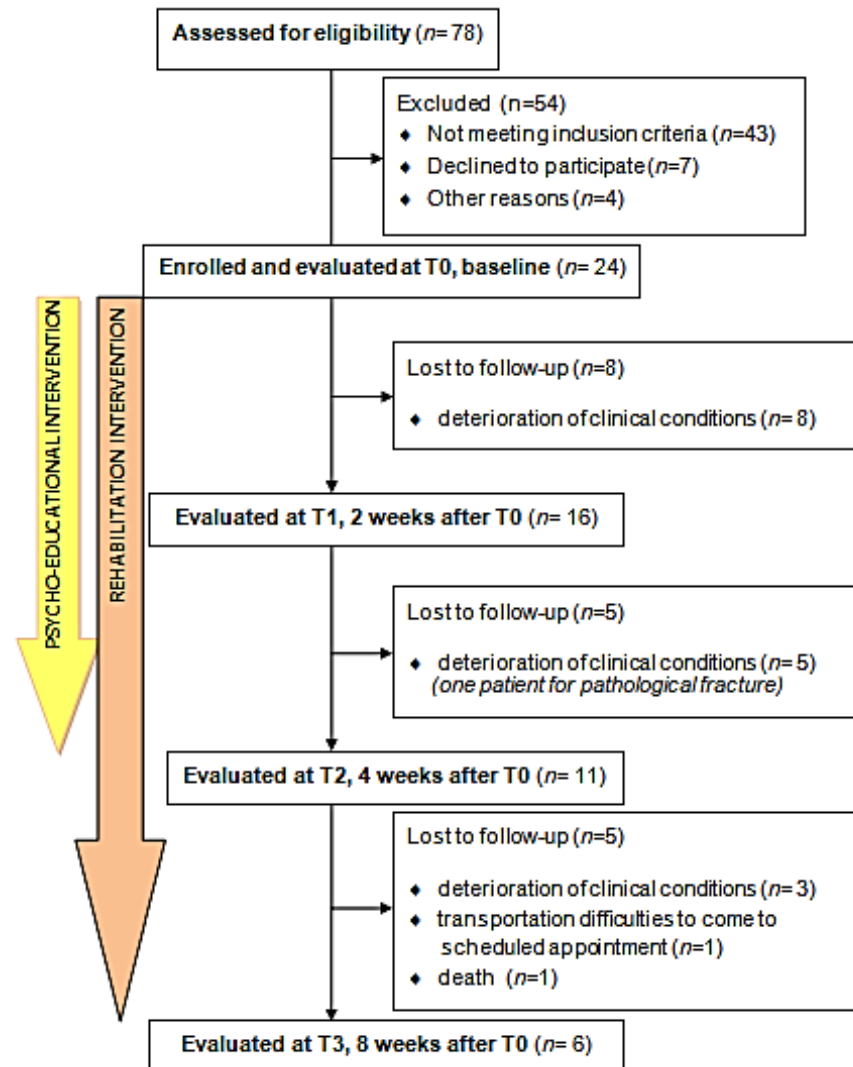 Assessed for eligibility (n= 78)
Excluded (n=54)
♦ Not meeting inclusion criteria (n=43)
♦ Declined to participate (n=7)
♦ Other reasons (n=4)
Enrolled and evaluated at T0, baseline (n= 24)
PSYCHO-EDUCATIONAL INTERVENTION
REHABILITATION INTERVENTION
Lost to follow-up (n=8)
♦ deterioration of clinical conditions (n= 8)
Evaluated at T1, 2 weeks after T0 (n= 16)
Lost to follow-up (n=5)
♦ deterioration of clinical conditions (n= 5)
(one patient for pathological fracture)
Evaluated at T2, 4 weeks after T0 (n= 11)
Lost to follow-up (n=5)
♦ deterioration of clinical conditions (n= 3)
♦ transportation difficulties to come to
scheduled appointment (n=1)
♦ death (n=1)
Evaluated at T3, 8 weeks after T0 (n= 6)